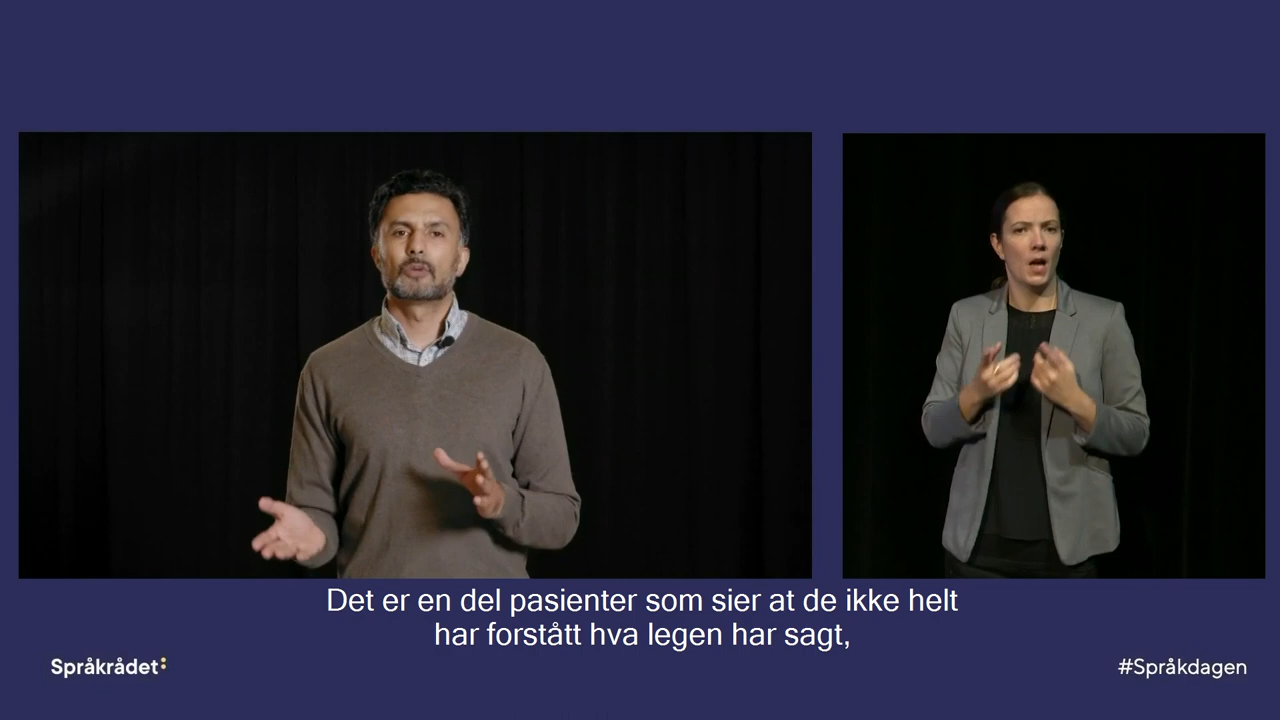 Det er en del pasienter som sier at de ikke helt
har forstått hva legen har sagt,
Språkrådet:
#Språkdagen